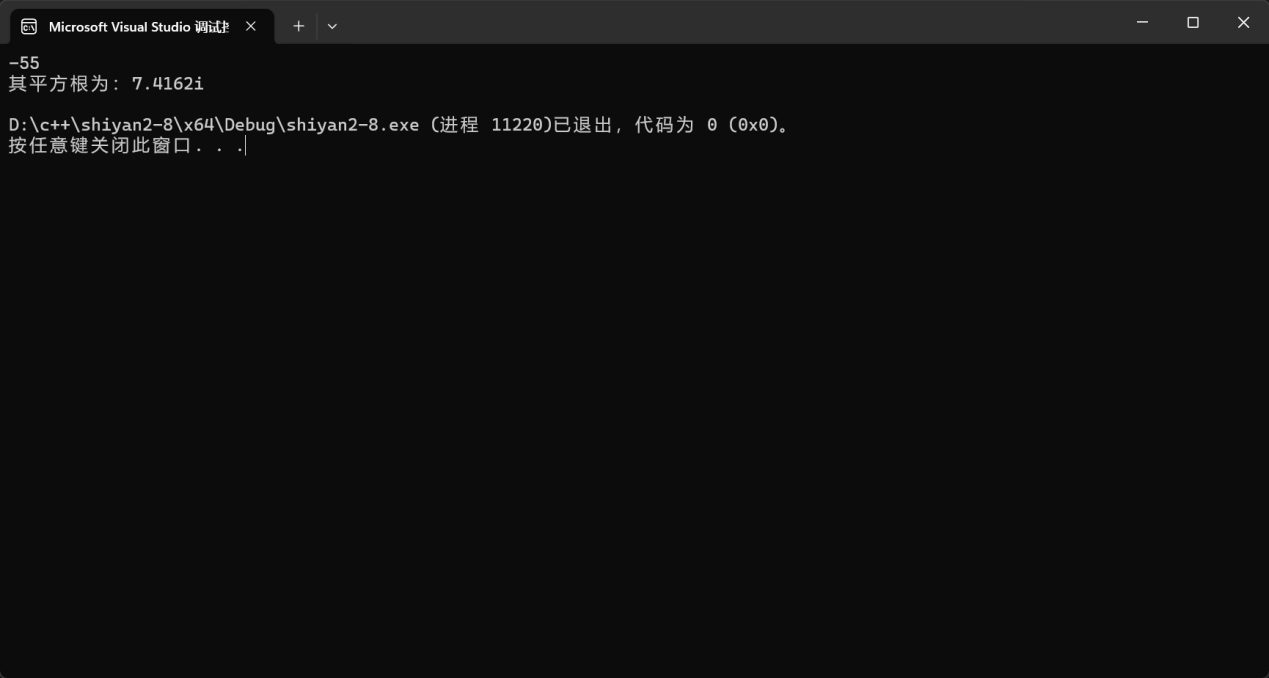 Microsoft Visual Studio 调试
-55
其平方根为：7.4162i
D:\c++\shiyan2-8\x64\Debug\shiyan2-8.exe (进程 11220)已退出，代码为 0 (0x0)。
按任意键关闭此窗口. . .